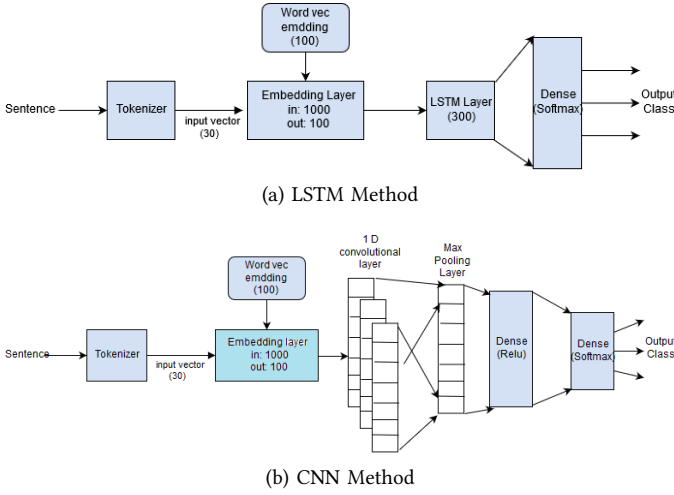 Word vec
emdding
(100)
Sentence
Tokenizer
input vector
(30)
Embedding Layer
in: 1000
out: 100
LSTM Layer
(300)
Dense
(Softmax)
Output
Class
(a) LSTM Method
1 D
convolutional
layer
Max
Pooling
Layer
Word vec
emdding
(100)
Sentence
Tokenizer
input vector
(30)
Embedding layer
in: 1000
out: 100
Dense
(Relu)
Dense
(Softmax)
Output
Class
(b) CNN Method